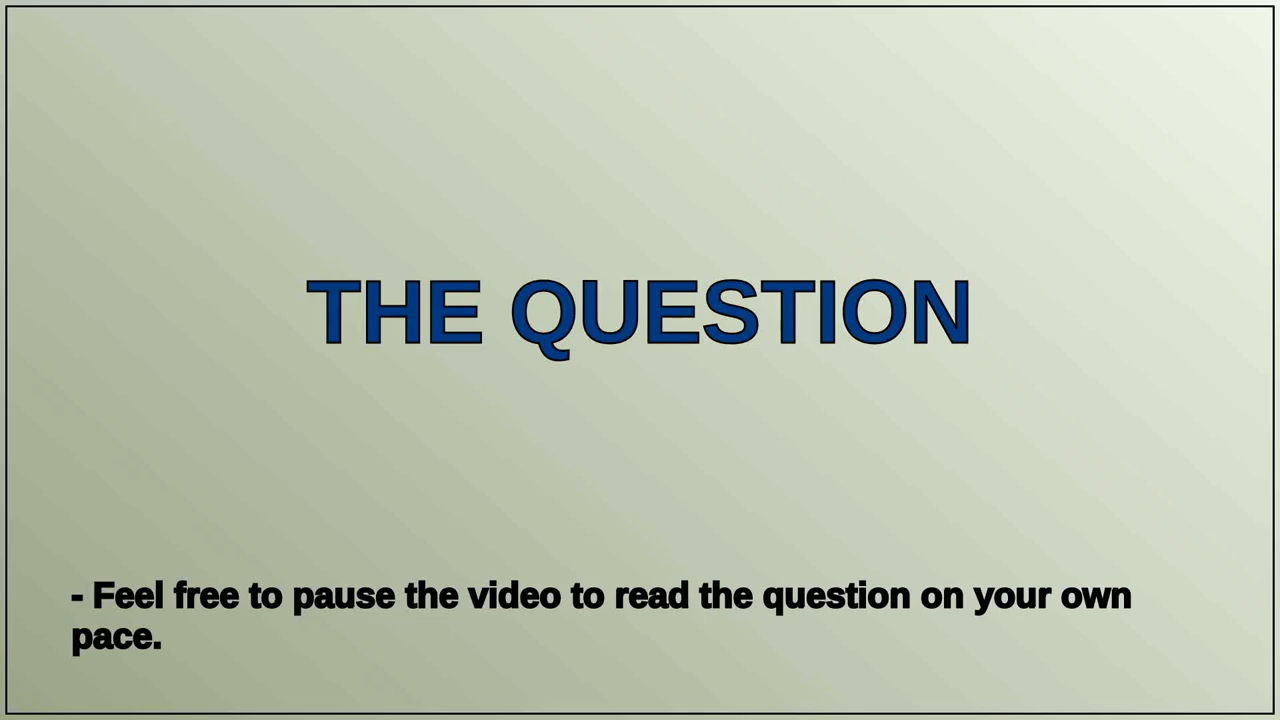 THE QUESTION
- Feel free to pause the video to read the question on your own
pace.